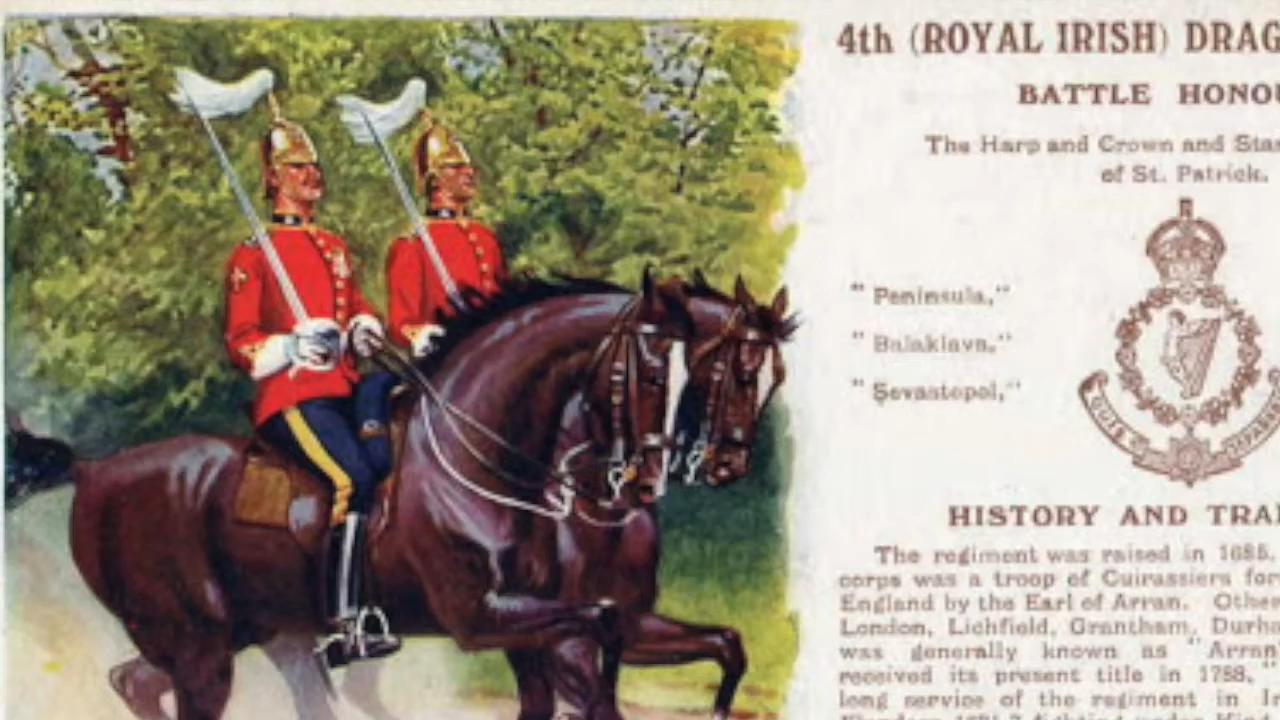 4th (ROYAL IRISH) DRAG
BATTLE HONOU
The Harp and Crown and Star
of St. Patrick.
"Peninsula,"
"Balaklava,"
"Sevastopol,"
QUIS SEPARABIT
HISTORY AND TRA
The regiment was raised in 1685.
corps was a troop of Cuirassiers for
England by the Earl of Arran. Othe
London, Lichfield, Grantham, Durha
was generally known as "Arran'
received its present title in 1788, "
long service of the regiment in I